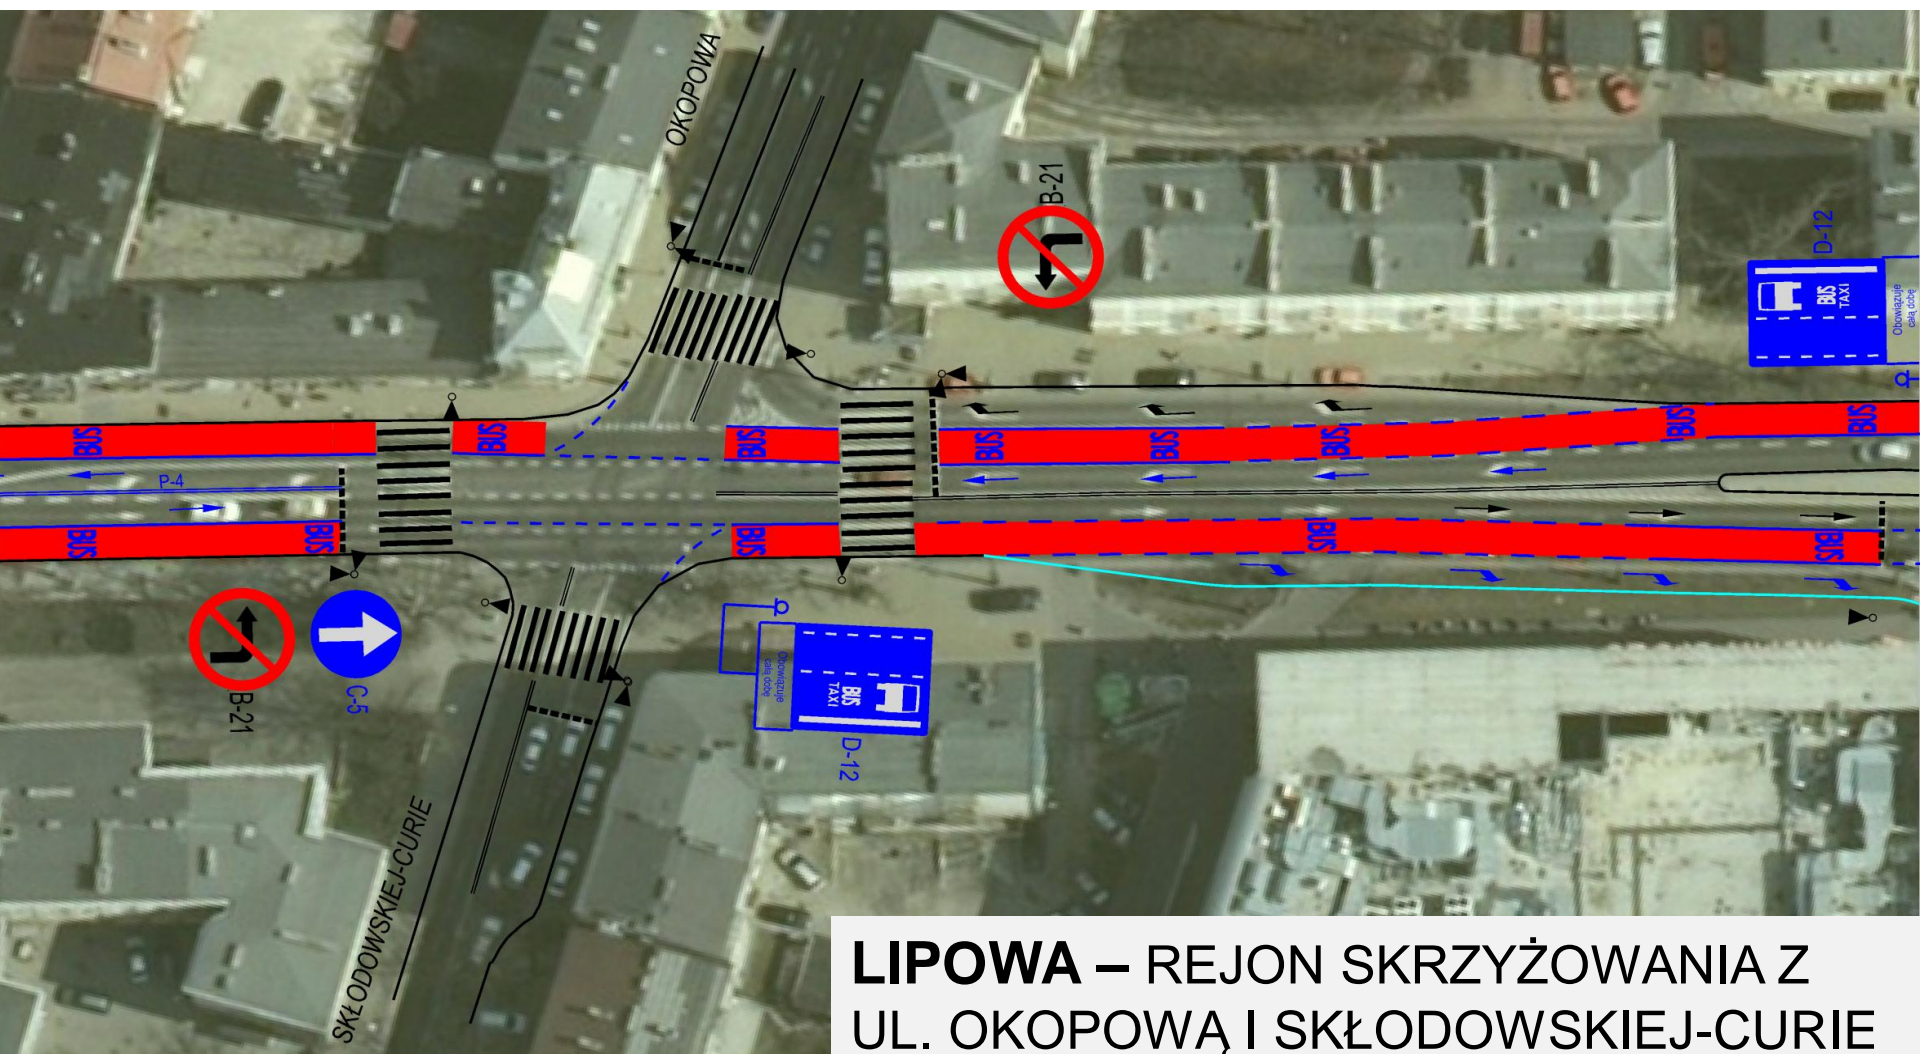 OKOPOWA
B-21
D-12
BUS
TAXI
Obowiązuje
całą dobę
BUS
BUS
BUS
BUS
BUS
BUS
BUS
BUS
P-4
BUS
BUS
BUS
BUS
BUS
B-21
C-5
Obowiązuje
całą dobę
BUS
TAXI
D-12
SKŁODOWSKIEJ-CURIE
LIPOWA – REJON SKRZYŻOWANIA Z
UL. OKOPOWĄ I SKŁODOWSKIEJ-CURIE